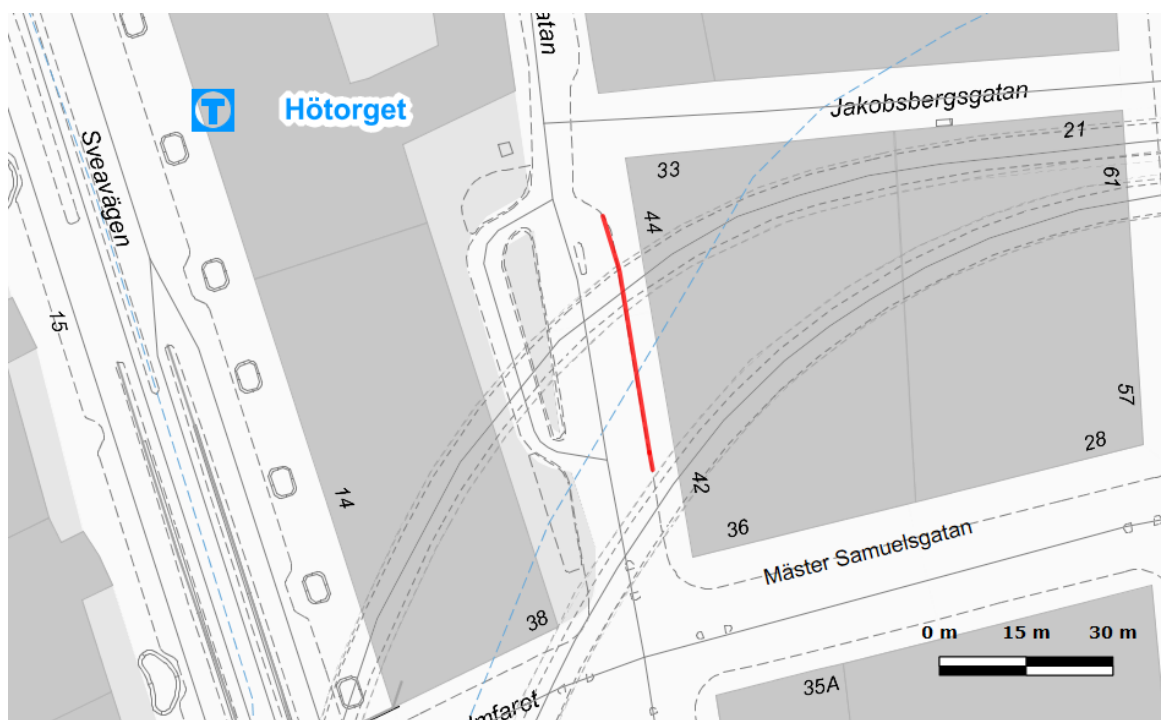 Jakobsbergsgatan
T
Hötorget
Sveavägen
33
21
61
44
15
57
28
42
14
36
Mäster Samuelsgatan
38
0 m 15 m 30 m
35A